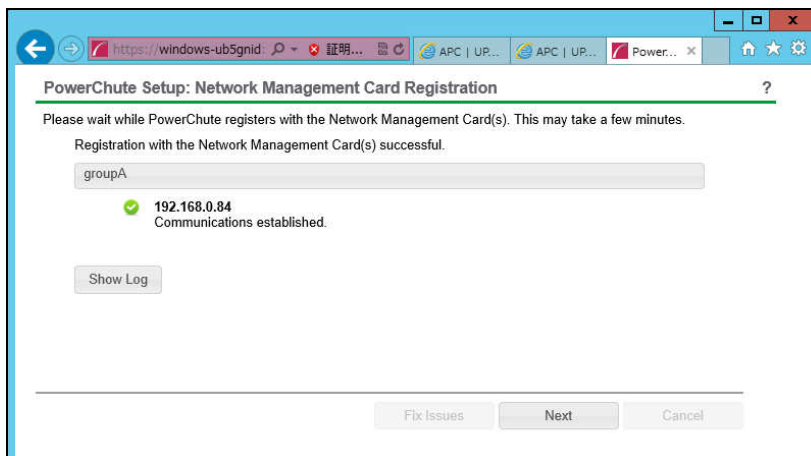 https://windows-ub5gnid: 証明... APC | UP... APC | UP... Power...
PowerChute Setup: Network Management Card Registration ?
Please wait while PowerChute registers with the Network Management Card(s). This may take a few minutes.
Registration with the Network Management Card(s) successful.
groupA
192.168.0.84
Communications established.
Show Log
Fix Issues Next Cancel